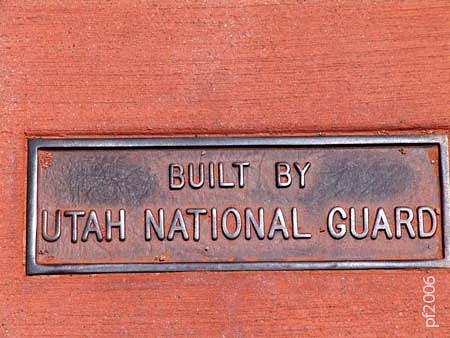 BUILT BY
UTAH NATIONAL GUARD
pf2006